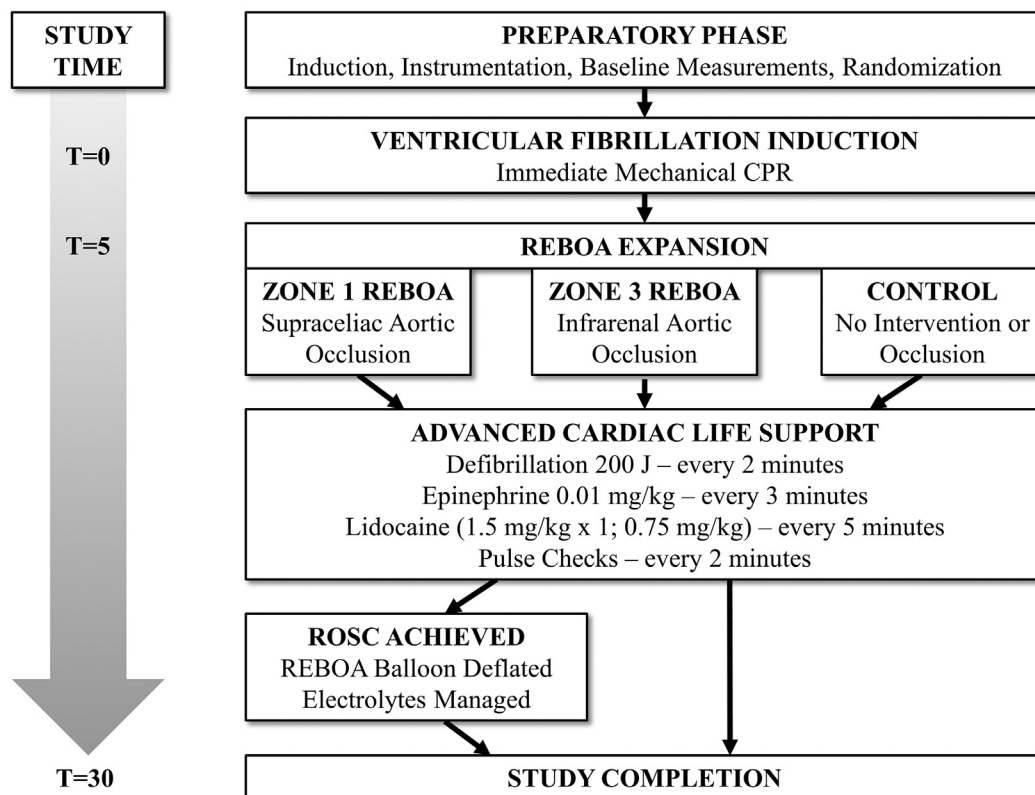 STUDY
TIME
PREPARATORY PHASE
Induction, Instrumentation, Baseline Measurements, Randomization
T=0
VENTRICULAR FIBRILLATION INDUCTION
Immediate Mechanical CPR
T=5
REBOA EXPANSION
ZONE 1 REBOA
Supraceliac Aortic
Occlusion
ZONE 3 REBOA
Infrarenal Aortic
Occlusion
CONTROL
No Intervention or
Occlusion
ADVANCED CARDIAC LIFE SUPPORT
Defibrillation 200 J – every 2 minutes
Epinephrine 0.01 mg/kg – every 3 minutes
Lidocaine (1.5 mg/kg x 1; 0.75 mg/kg) – every 5 minutes
Pulse Checks – every 2 minutes
ROSC ACHIEVED
REBOA Balloon Deflated
Electrolytes Managed
T=30
STUDY COMPLETION